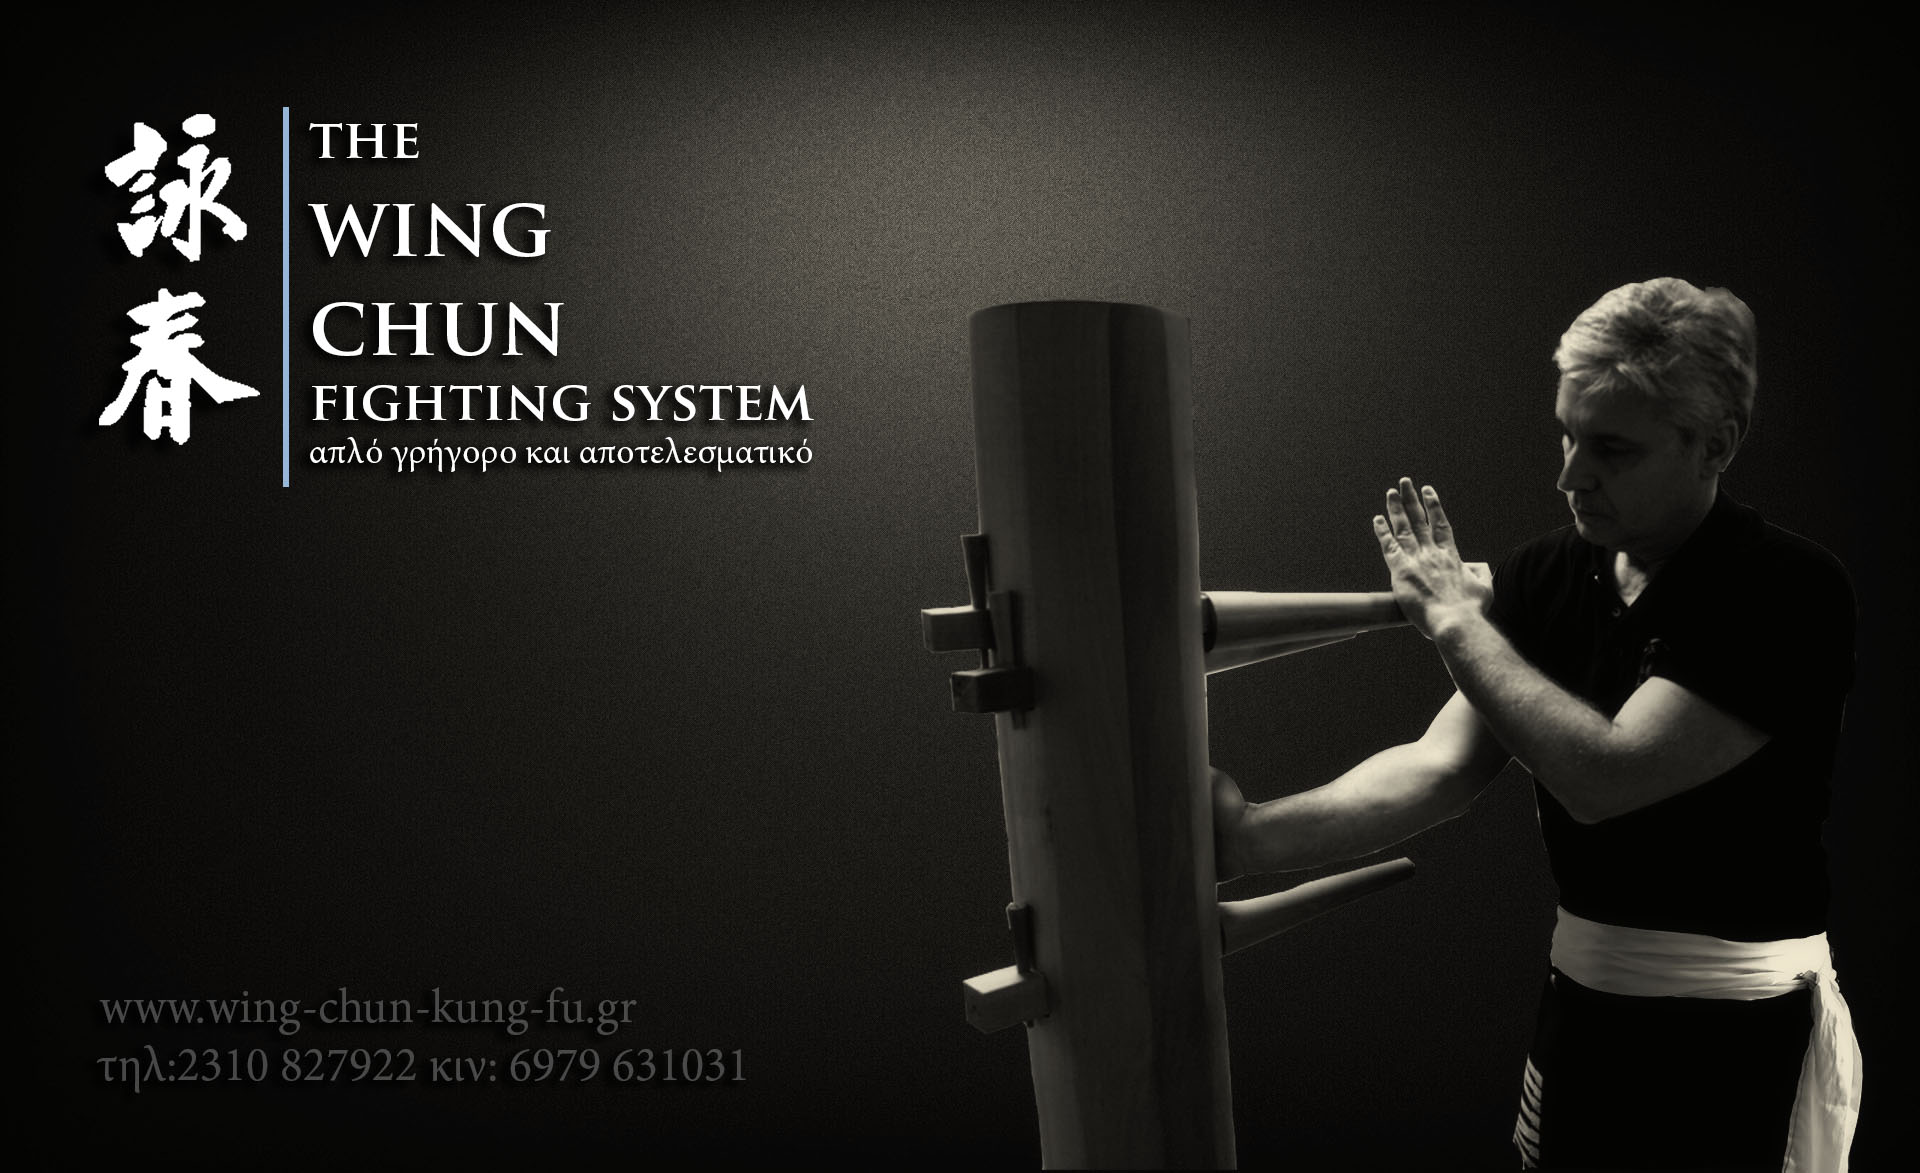 詠春
THE
WING
CHUN
FIGHTING SYSTEM
απλό γρήγορο και αποτελεσματικό
www.wing-chun-kung-fu.gr
τηλ:2310 827922 κιν: 6979 631031